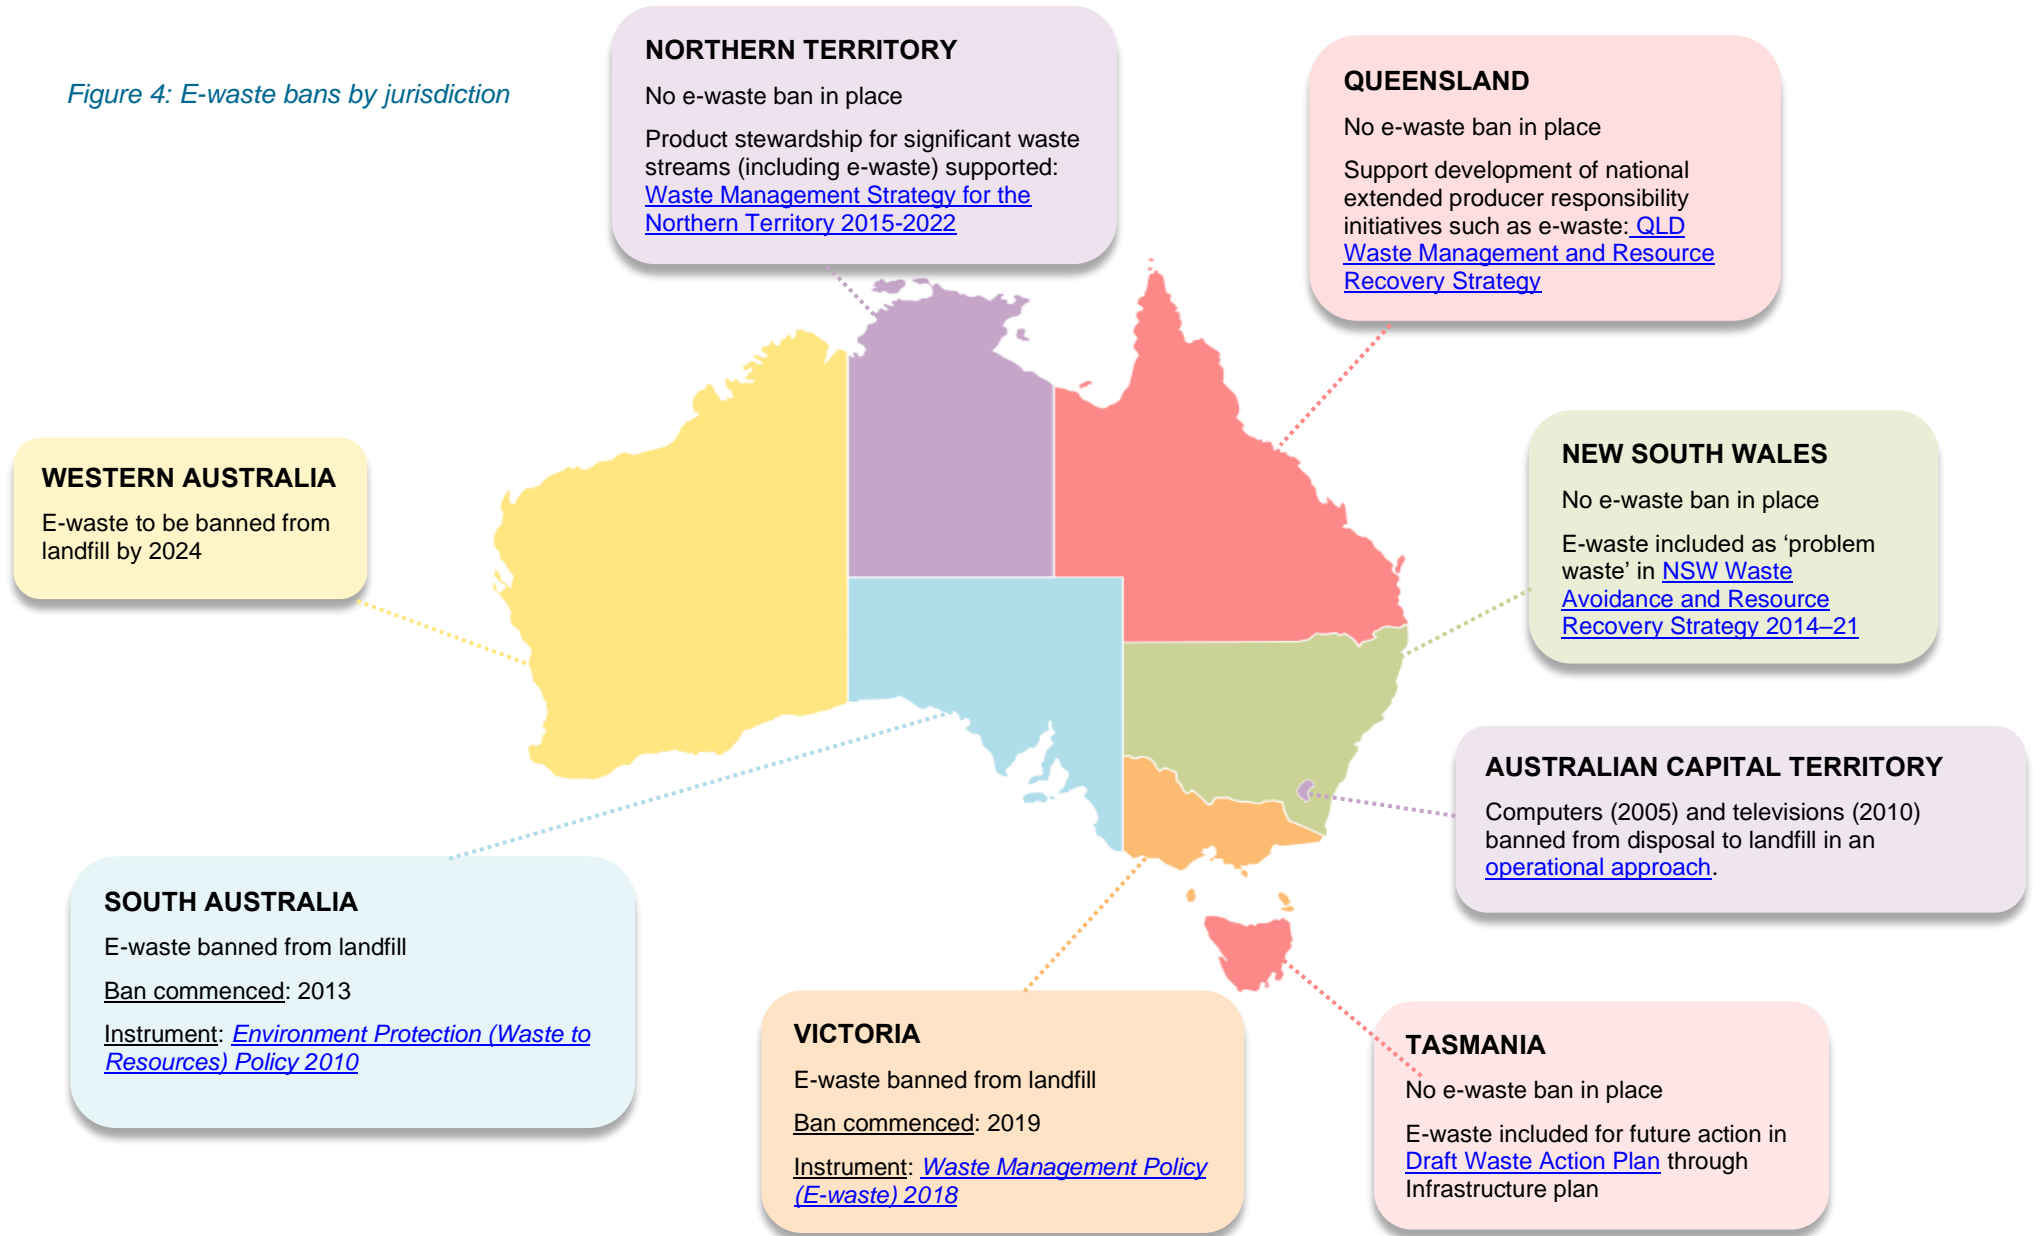 Figure 4: E-waste bans by jurisdiction
NORTHERN TERRITORY
No e-waste ban in place
Product stewardship for significant waste
streams (including e-waste) supported:
Waste Management Strategy for the
Northern Territory 2015-2022
QUEENSLAND
No e-waste ban in place
Support development of national
extended producer responsibility
initiatives such as e-waste: QLD
Waste Management and Resource
Recovery Strategy
WESTERN AUSTRALIA
E-waste to be banned from
landfill by 2024
NEW SOUTH WALES
No e-waste ban in place
E-waste included as ‘problem
waste’ in NSW Waste
Avoidance and Resource
Recovery Strategy 2014–21
AUSTRALIAN CAPITAL TERRITORY
Computers (2005) and televisions (2010)
banned from disposal to landfill in an
operational approach.
SOUTH AUSTRALIA
E-waste banned from landfill
Ban commenced: 2013
Instrument: Environment Protection (Waste to
Resources) Policy 2010
VICTORIA
E-waste banned from landfill
Ban commenced: 2019
Instrument: Waste Management Policy
(E-waste) 2018
TASMANIA
No e-waste ban in place
E-waste included for future action in
Draft Waste Action Plan through
Infrastructure plan